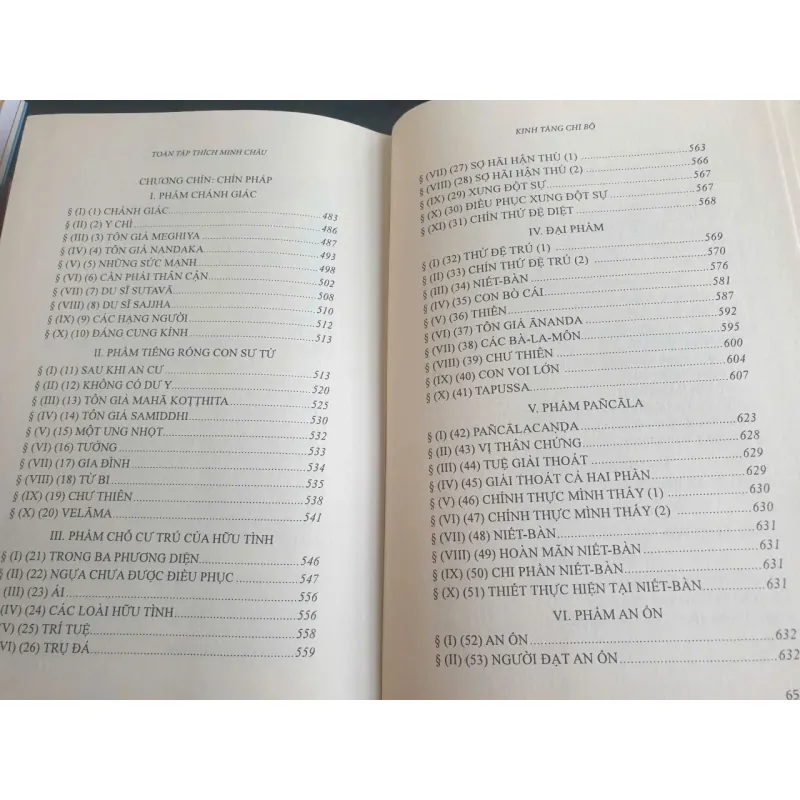 TOÀN TẬP THÍCH MINH CHÂU
CHƯƠNG CHÍN: CHÍN PHÁP
I. PHẨM CHÁNH GIÁC
§ (I) (1) CHÁNH GIÁC 483
§ (II) (2) Y CHỈ 486
§ (III) (3) TÔN GIẢ MEGHIYA 487
§ (IV) (4) TÔN GIẢ NANDAKA 493
§ (V) (5) NHỮNG SỨC MẠNH 498
§ (VI) (6) CẦN PHẢI THÂN CẬN 502
§ (VII) (7) DU SĨ SUTAVĀ 508
§ (VIII) (8) DU SĨ SAJJHA 510
§ (IX) (9) CÁC HẠNG NGƯỜI 512
§ (X) (10) ĐÁNG CUNG KÍNH 513
II. PHẨM TIẾNG RỐNG CON SƯ TỬ
§ (I) (11) SAU KHI AN CƯ 513
§ (II) (12) KHÔNG CÓ DƯ Y 520
§ (III) (13) TÔN GIẢ MAHĀ KOṬṬHITA 525
§ (IV) (14) TÔN GIẢ SAMIDDHI 530
§ (V) (15) MỘT UNG NHỌT 532
§ (VI) (16) TƯỞNG 533
§ (VII) (17) GIA ĐÌNH 534
§ (VIII) (18) TỪ BI 535
§ (IX) (19) CHƯ THIÊN 538
§ (X) (20) VELĀMA 541
III. PHẨM CHỖ CƯ TRÚ CỦA HỮU TÌNH
§ (I) (21) TRONG BA PHƯƠNG DIỆN 546
§ (II) (22) NGỰA CHƯA ĐƯỢC ĐIỀU PHỤC 547
(III) (23) ÁI 556
(IV) (24) CÁC LOÀI HỮU TÌNH 556
V) (25) TRÍ TUỆ 558
VI) (26) TRỤ ĐÁ 559
KINH TĂNG CHI BỘ
§ (VII) (27) SỢ HÃI HẬN THÙ (1) 563
§ (VIII) (28) SỢ HÃI HẬN THÙ (2) 566
§ (IX) (29) XUNG ĐỘT SỰ 567
§ (X) (30) ĐIỀU PHỤC XUNG ĐỘT SỰ 567
§ (XI) (31) CHÍN THỨ ĐỆ DIỆT 568
IV. ĐẠI PHẨM
§ (I) (32) THỨ ĐỆ TRÚ (1) 569
§ (II) (33) CHÍN THỨ ĐỆ TRÚ (2) 570
§ (III) (34) NIẾT-BÀN 576
§ (IV) (35) CON BÒ CÁI 581
§ (V) (36) THIỀN 587
§ (VI) (37) TÔN GIẢ ĀNANDA 592
§ (VII) (38) CÁC BÀ-LA-MÔN 595
§ (VIII) (39) CHƯ THIÊN 600
§ (IX) (40) CON VOI LỚN 604
§ (X) (41) TAPUSSA 607
V. PHẨM PAÑCĀLA
§ (I) (42) PAÑCĀLACANDA 623
§ (II) (43) VỊ THÂN CHỨNG 628
§ (III) (44) TUỆ GIẢI THOÁT 629
§ (IV) (45) GIẢI THOÁT CẢ HAI PHẦN 629
§ (V) (46) CHÍNH THỰC MÌNH THẤY (1) 630
§ (VI) (47) CHÍNH THỰC MÌNH THẤY (2) 630
§ (VII) (48) NIẾT-BÀN 631
§ (VIII) (49) HOÀN MÃN NIẾT-BÀN 631
§ (IX) (50) CHI PHẦN NIẾT-BÀN 631
§ (X) (51) THIẾT THỰC HIỆN TẠI NIẾT-BÀN 631
VI. PHẨM AN ỔN
§ (I) (52) AN ỔN 632
§ (II) (53) NGƯỜI ĐẠT AN ỔN 632
65